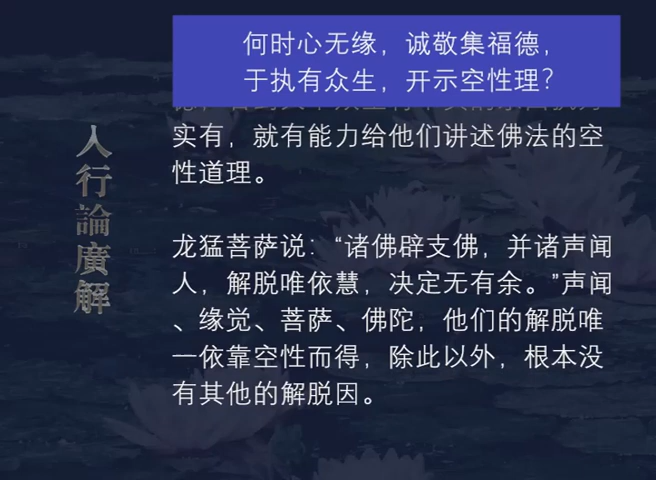 何时心无缘，诚敬集福德，
于执有众生，开示空性理？
实有，就有能力给他们讲述佛法的空
性道理。
龙猛菩萨说：“诸佛辟支佛，并诸声闻
人，解脱唯依慧，决定无有余。”声闻
、缘觉、菩萨、佛陀，他们的解脱唯
一依靠空性而得，除此以外，根本没
有其他的解脱因。
入行論廣解